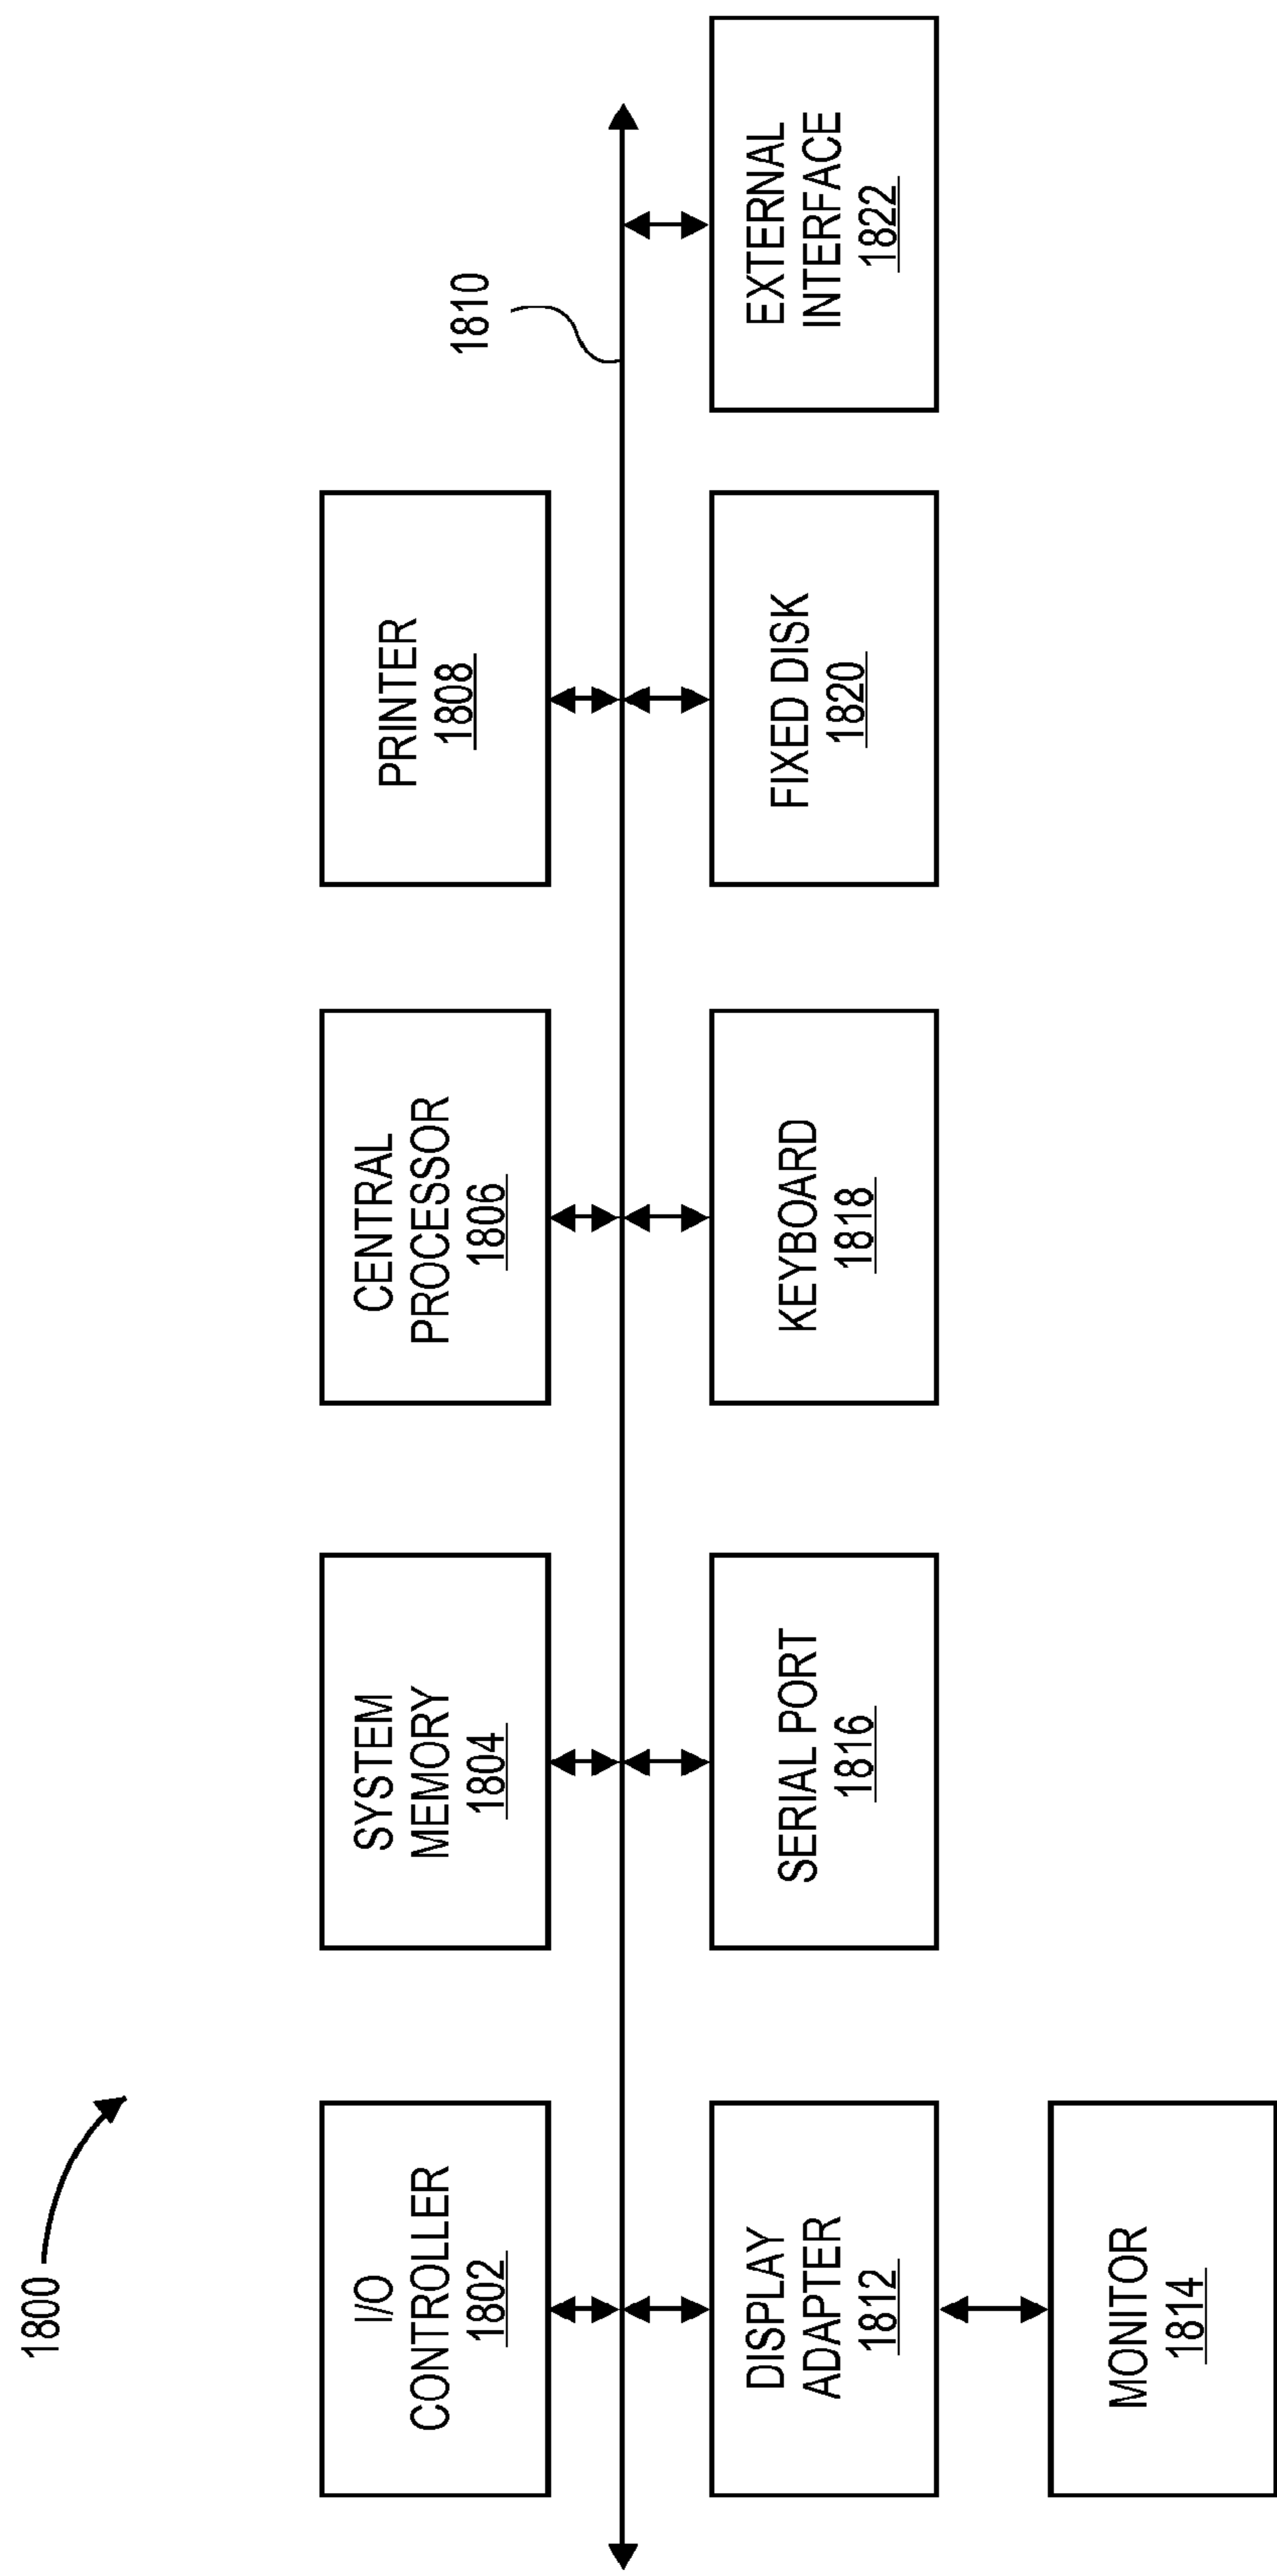 1800
I/O
CONTROLLER
1802
SYSTEM
MEMORY
1804
CENTRAL
PROCESSOR
1806
PRINTER
1808
1810
DISPLAY
ADAPTER
1812
SERIAL PORT
1816
KEYBOARD
1818
FIXED DISK
1820
EXTERNAL
INTERFACE
1822
MONITOR
1814